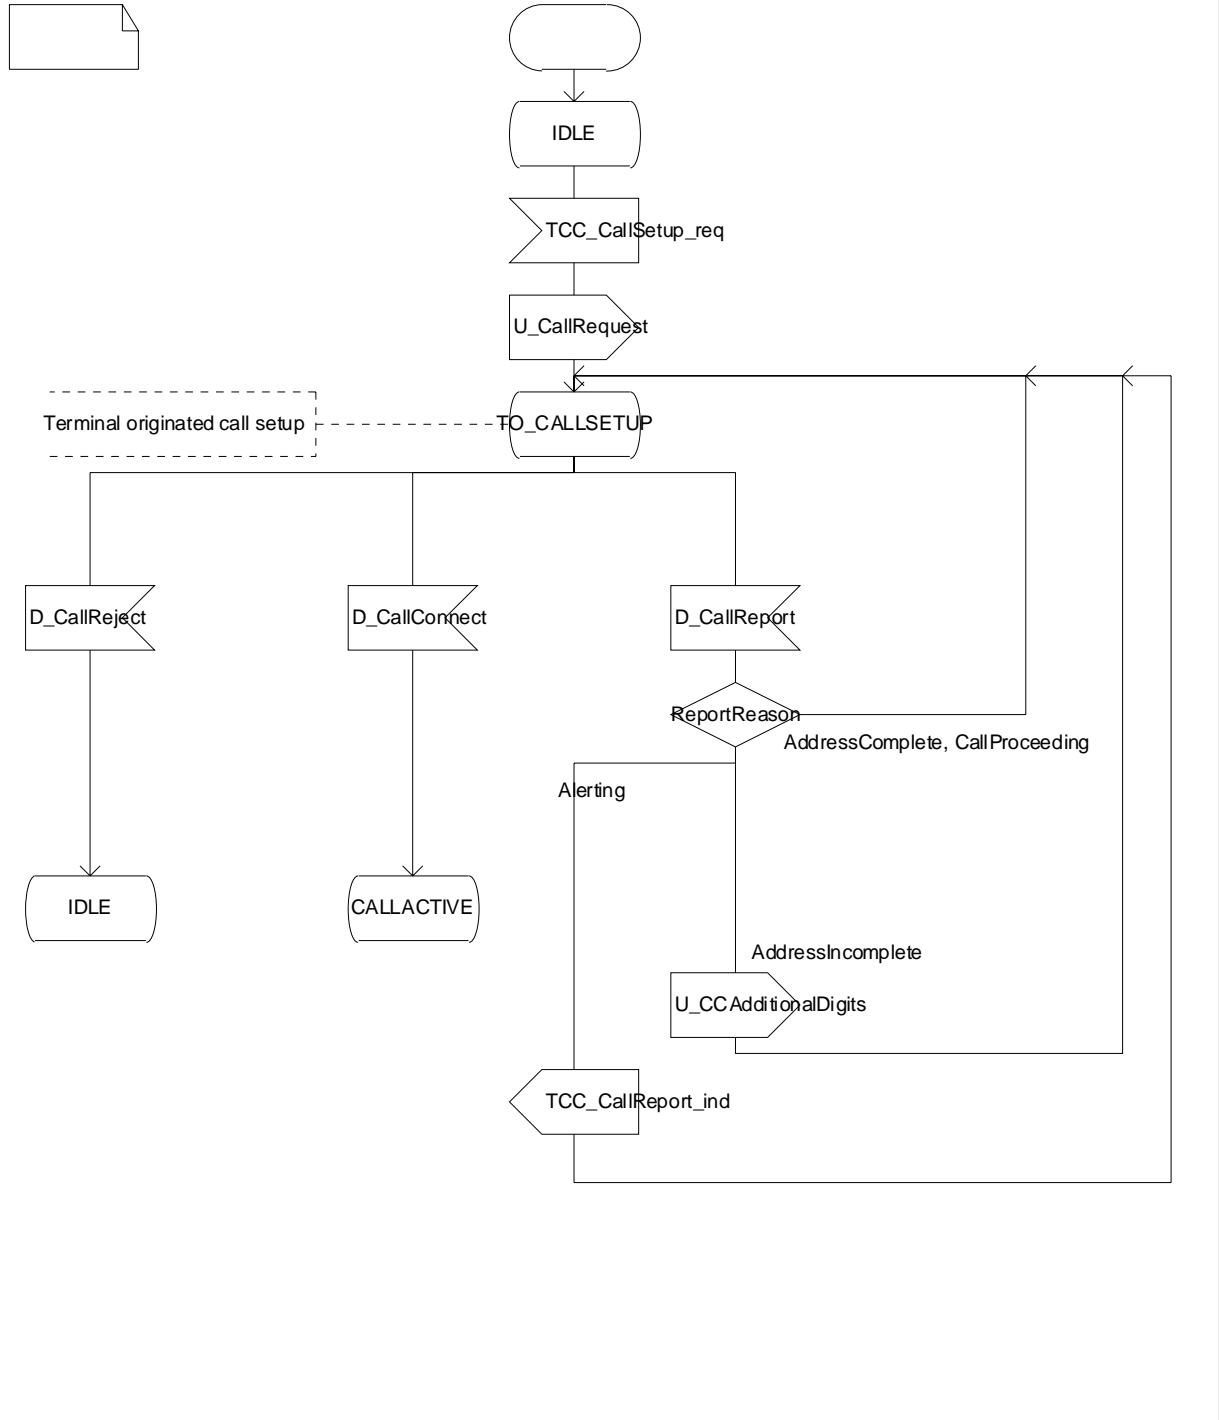 IDLE
TCC_CallSetup_req
U_CallRequest
Terminal originated call setup
TO_CALLSETUP
D_CallReject
D_CallConnect
D_CallReport
ReportReason
AddressComplete, CallProceeding
Alerting
IDLE
CALLACTIVE
AddressIncomplete
U_CCAdditionalDigits
TCC_CallReport_ind